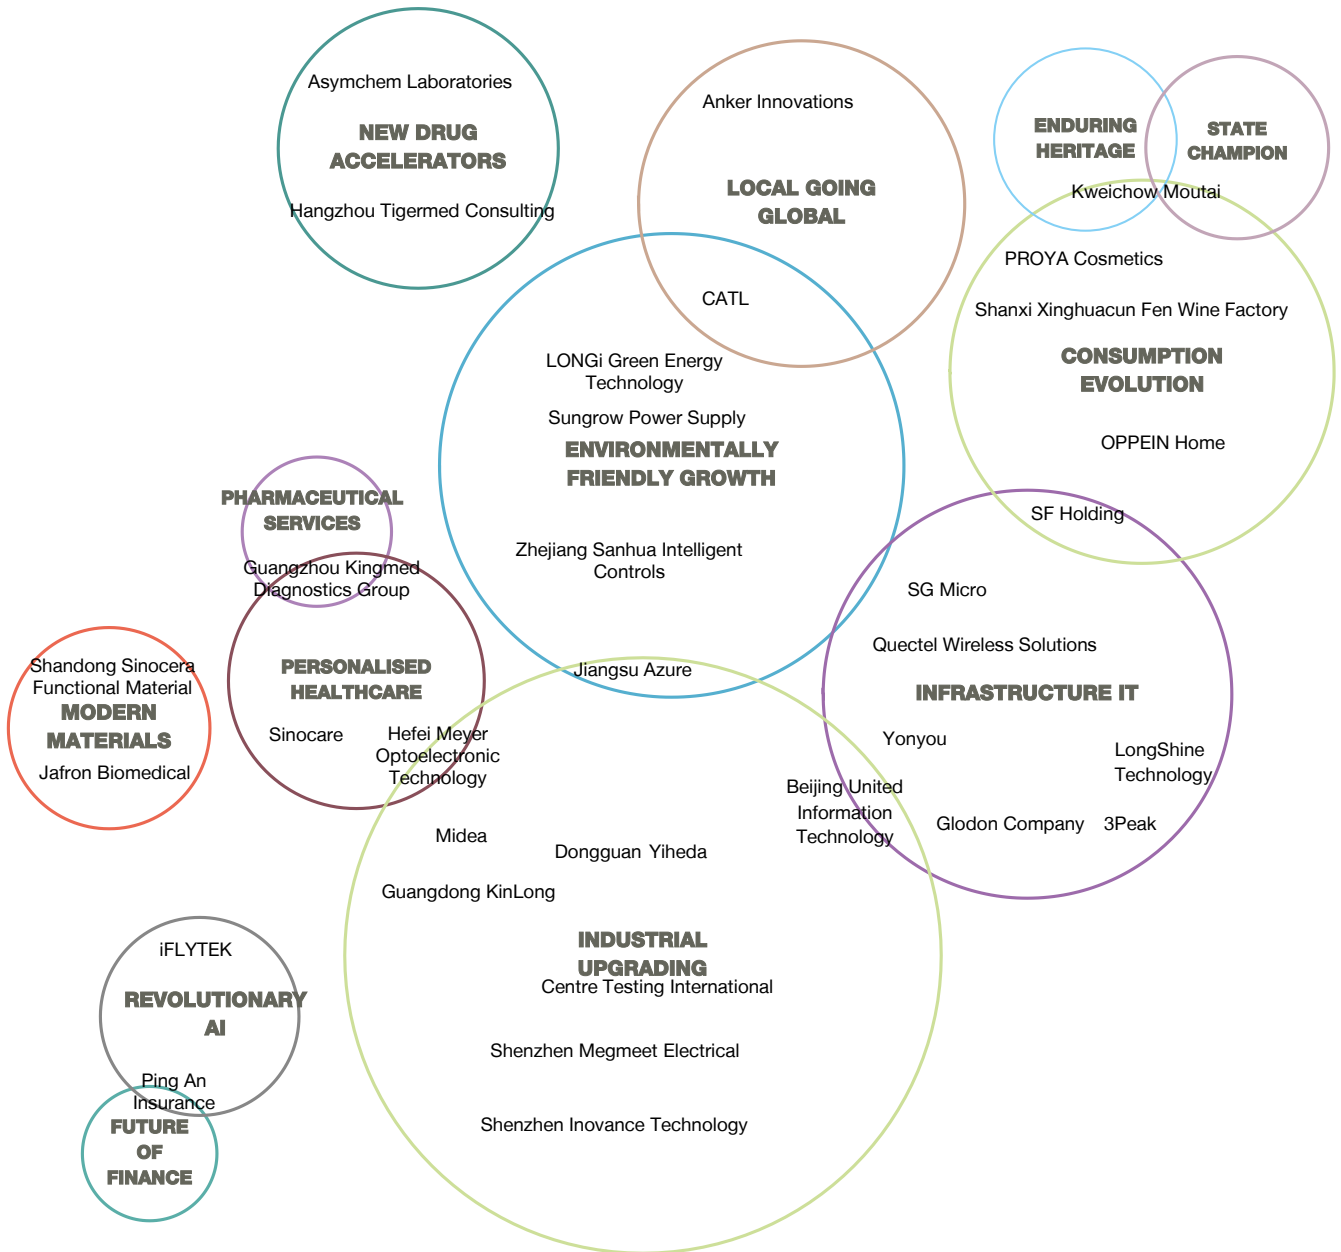 Asymchem Laboratories
NEW DRUG
ACCELERATORS
Hangzhou Tigermed Consulting
Anker Innovations
LOCAL GOING
GLOBAL
CATL
ENDURING
HERITAGE
STATE
CHAMPION
Kweichow Moutai
PROYA Cosmetics
Shanxi Xinghuacun Fen Wine Factory
CONSUMPTION
EVOLUTION
OPPEIN Home
SF Holding
LONGi Green Energy
Technology
Sungrow Power Supply
ENVIRONMENTALLY
FRIENDLY GROWTH
Zhejiang Sanhua Intelligent
Controls
Jiangsu Azure
PHARMACEUTICAL
SERVICES
Guangzhou Kingmed
Diagnostics Group
PERSONALISED
HEALTHCARE
Sinocare
Hefei Meyer
Optoelectronic
Technology
Shandong Sinocera
Functional Material
MODERN
MATERIALS
Jafron Biomedical
SG Micro
Quectel Wireless Solutions
INFRASTRUCTURE IT
Yonyou
LongShine
Technology
Beijing United
Information
Technology
Glodon Company
3Peak
Midea
Dongguan Yiheda
Guangdong KinLong
INDUSTRIAL
UPGRADING
Centre Testing International
Shenzhen Megmeet Electrical
Shenzhen Inovance Technology
iFLYTEK
REVOLUTIONARY
AI
Ping An
Insurance
FUTURE
OF
FINANCE